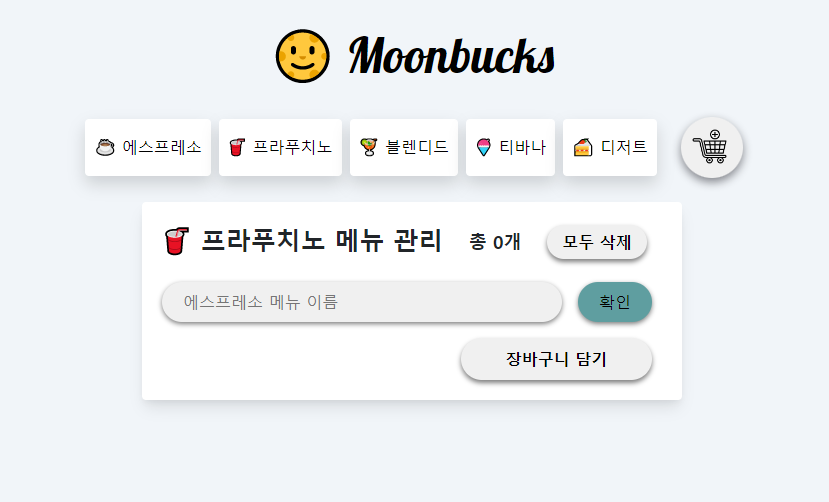 Moonbucks
에스프레소 프라푸치노 블렌디드 티바나 디저트
프라푸치노 메뉴 관리 총 0개 모두 삭제
에스프레소 메뉴 이름 확인
장바구니 담기